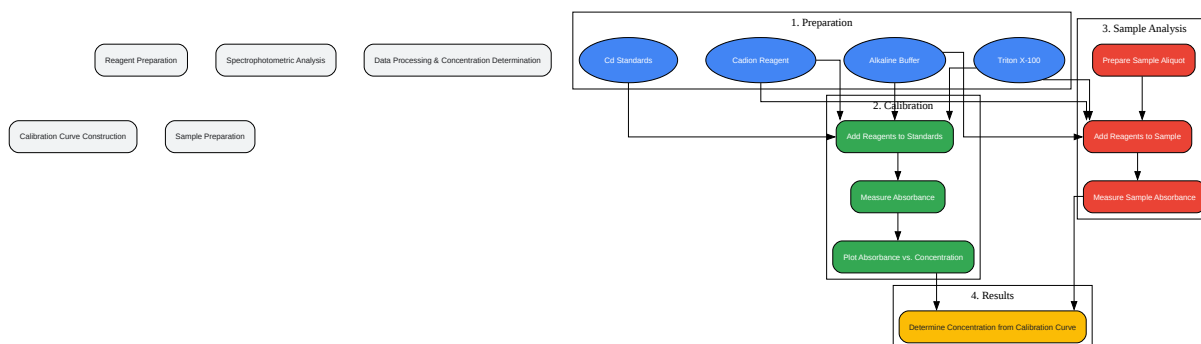 1. Preparation
3. Sample Analysis
Reagent Preparation
Spectrophotometric Analysis
Data Processing & Concentration Determination
Cd Standards
Cadion Reagent
Alkaline Buffer
Triton X-100
Prepare Sample Aliquot
2. Calibration
Calibration Curve Construction
Sample Preparation
Add Reagents to Standards
Add Reagents to Sample
Measure Absorbance
Measure Sample Absorbance
Plot Absorbance vs. Concentration
4. Results
Determine Concentration from Calibration Curve